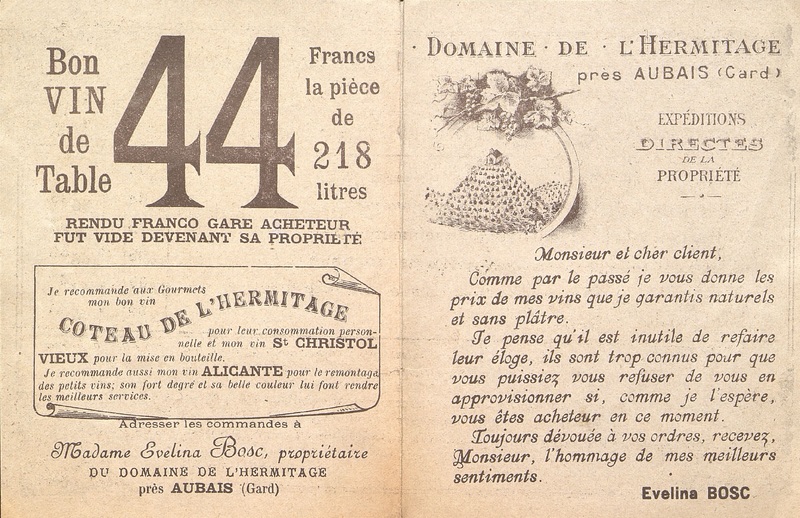 Bon
VIN
de
Table
44
Francs
la pièce
de
218
litres
RENDU FRANCO GARE ACHETEUR
FUT VIDE DEVENANT SA PROPRIÉTÉ
Je recommande aux Gourmets
mon bon vin
COTEAU DE L'HERMITAGE
pour leur consommation person-
nelle et mon vin St CHRISTOL
VIEUX pour la mise en bouteille.
Je recommande aussi mon vin ALICANTE pour le remontage
des petits vins; son fort degré et sa belle couleur lui font rendre
les meilleurs services.
Adresser les commandes à
Madame Evelina Bosc, propriétaire
DU DOMAINE DE L'HERMITAGE
près AUBAIS (Gard)
· DOMAINE · DE · L'HERMITAGE
près AUBAIS (Gard)
EXPÉDITIONS
DIRECTES
DE LA
PROPRIÉTÉ
Monsieur et cher client,
Comme par le passé je vous donne les
prix de mes vins que je garantis naturels
et sans plâtre.
Je pense qu'il est inutile de refaire
leur éloge, ils sont trop connus pour que
vous puissiez vous refuser de vous en
approvisionner si, comme je l'espère,
vous êtes acheteur en ce moment.
Toujours dévouée à vos ordres, recevez,
Monsieur, l'hommage de mes meilleurs
sentiments.
Evelina BOSC